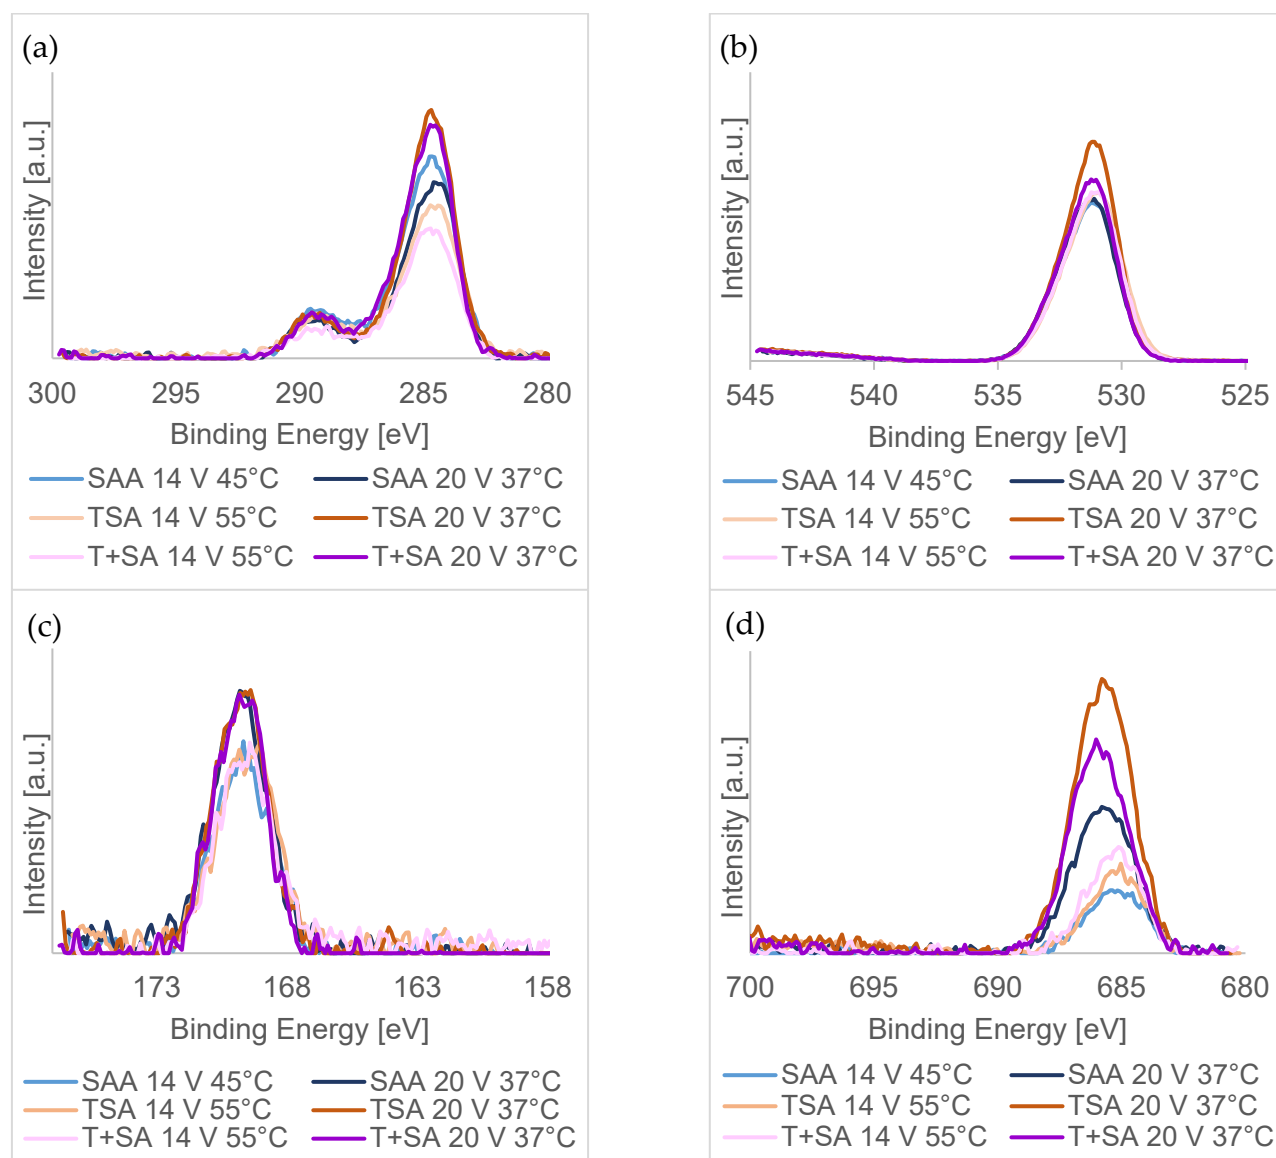 (a)
Intensity [a.u.]
300 295 290 285 280
Binding Energy [eV]
SAA 14 V 45°C SAA 20 V 37°C
TSA 14 V 55°C TSA 20 V 37°C
T+SA 14 V 55°C T+SA 20 V 37°C
(b)
Intensity [a.u.]
545 540 535 530 525
Binding Energy [eV]
SAA 14 V 45°C SAA 20 V 37°C
TSA 14 V 55°C TSA 20 V 37°C
T+SA 14 V 55°C T+SA 20 V 37°C
(c)
Intensity [a.u.]
173 168 163 158
Binding Energy [eV]
SAA 14 V 45°C SAA 20 V 37°C
TSA 14 V 55°C TSA 20 V 37°C
T+SA 14 V 55°C T+SA 20 V 37°C
(d)
Intensity [a.u.]
700 695 690 685 680
Binding Energy [eV]
SAA 14 V 45°C SAA 20 V 37°C
TSA 14 V 55°C TSA 20 V 37°C
T+SA 14 V 55°C T+SA 20 V 37°C